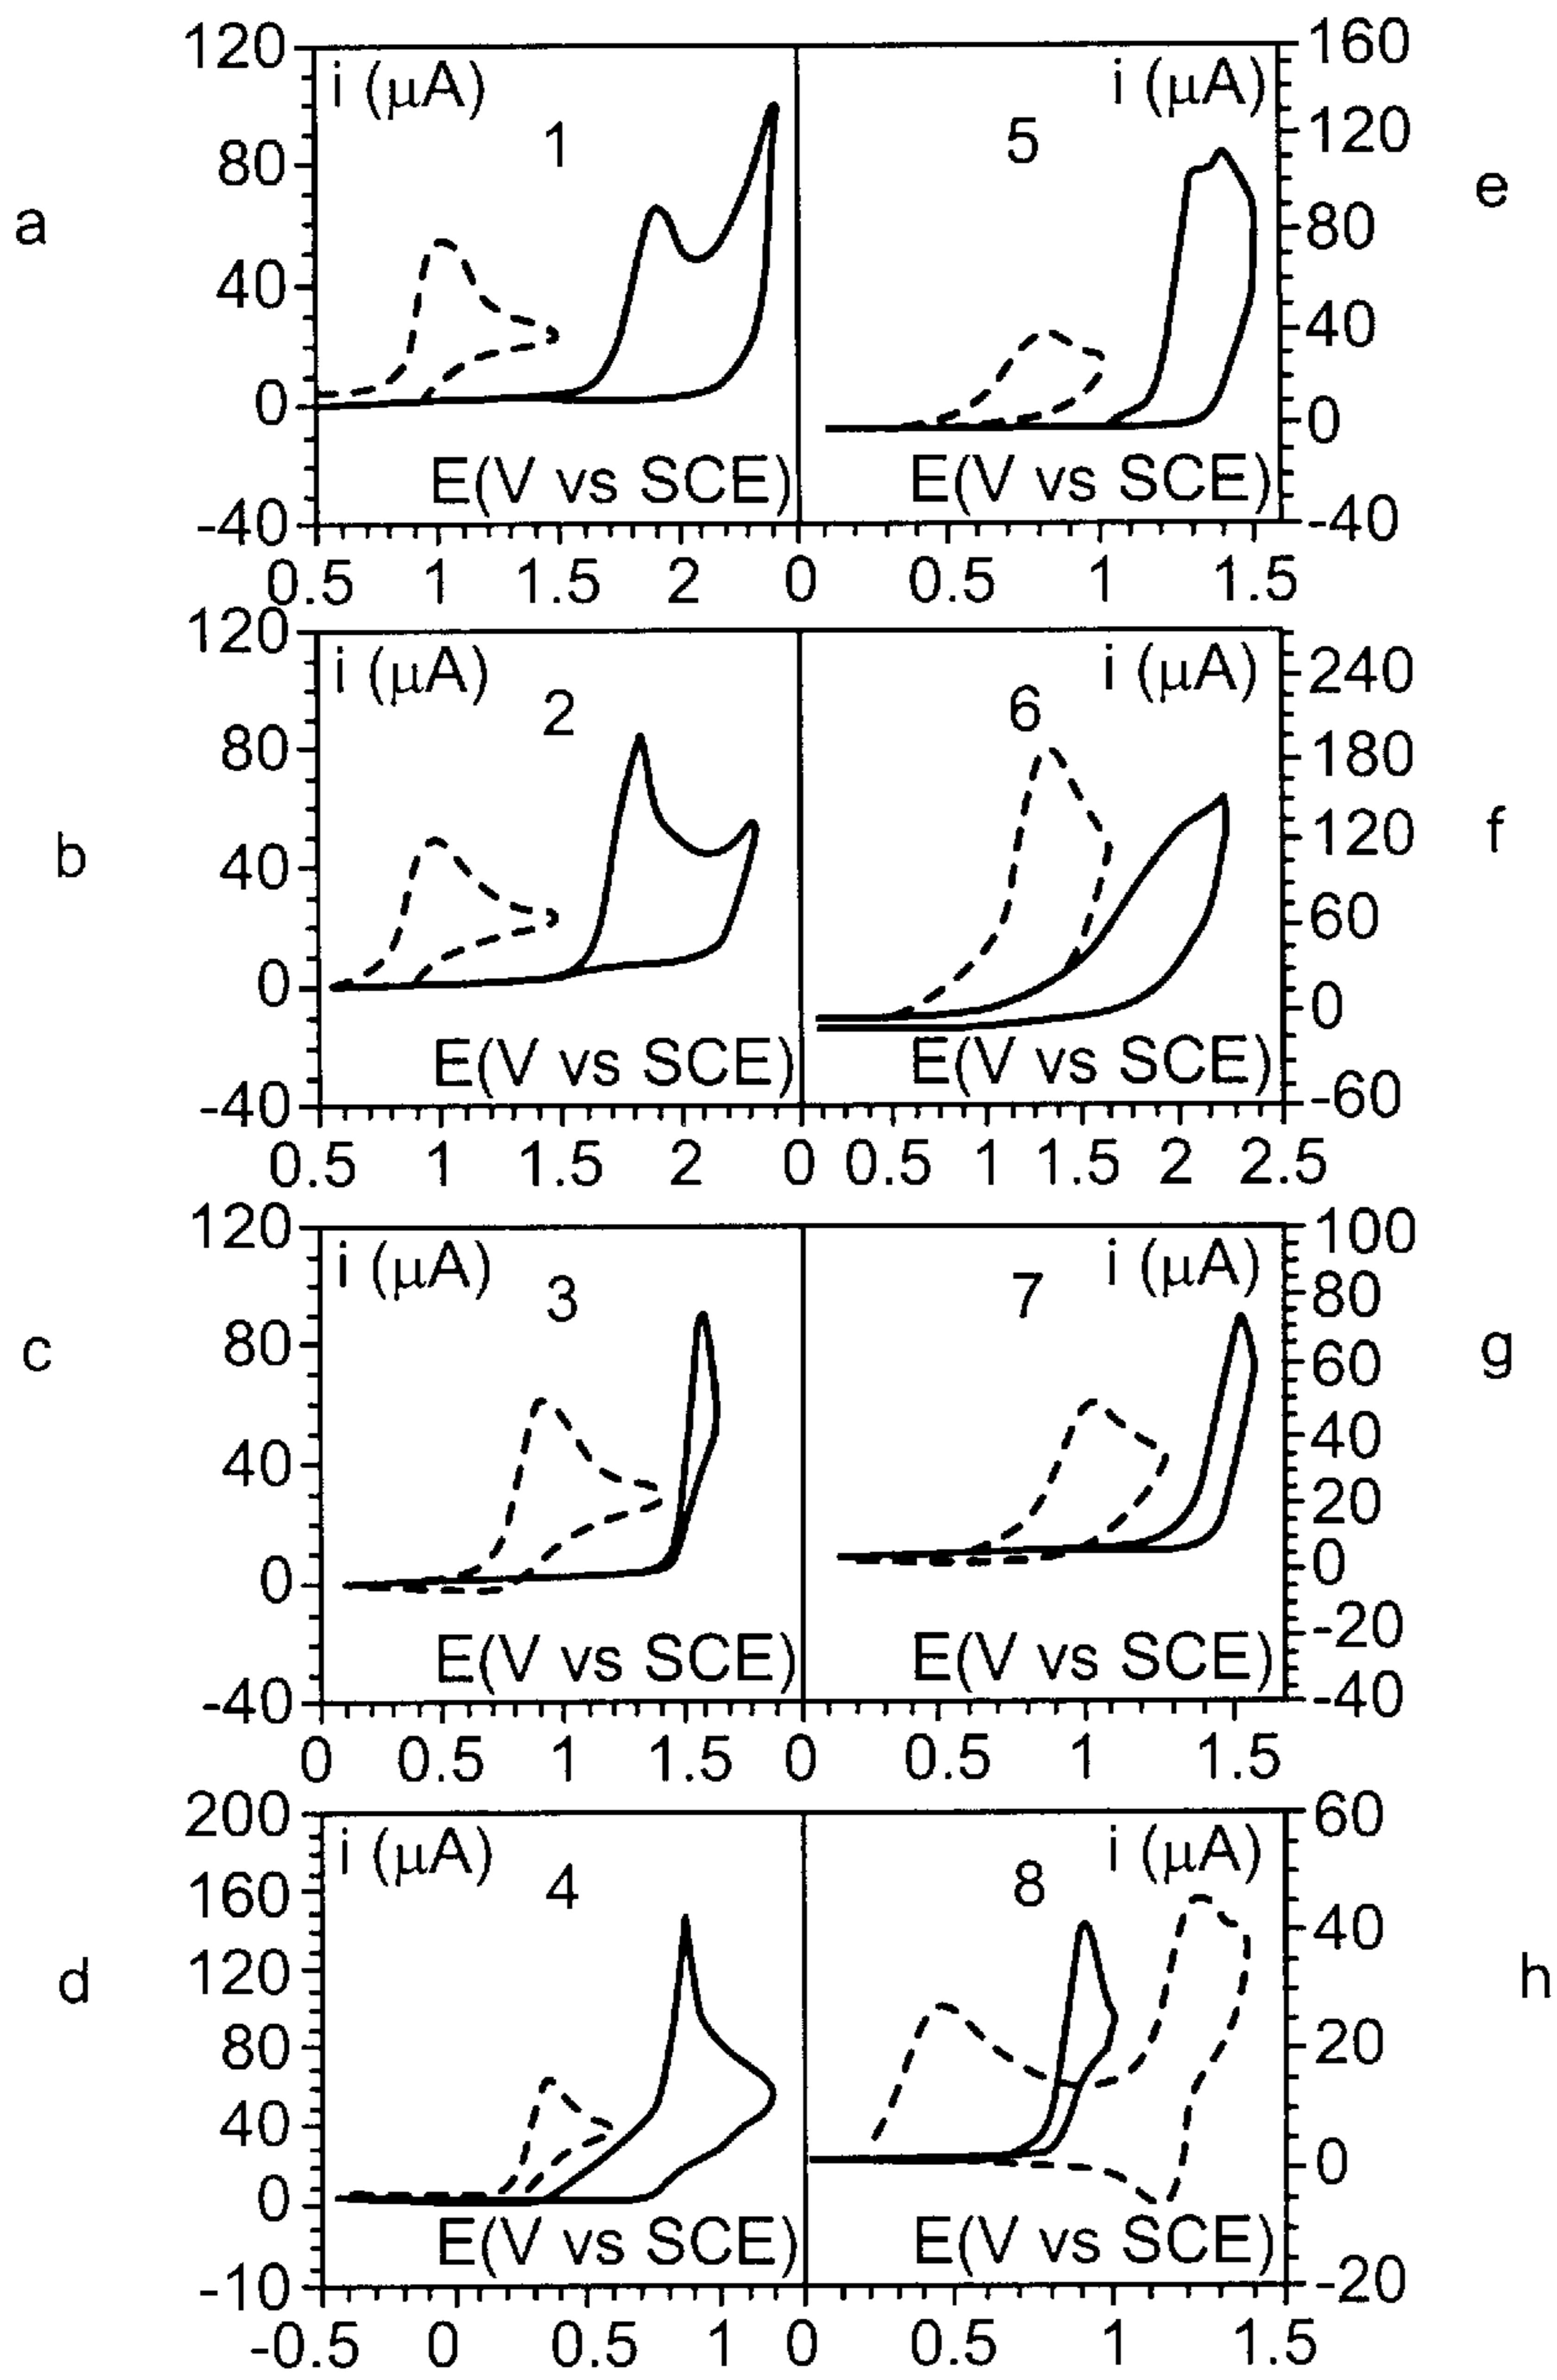 120 160
i (μA) i (μA)
1 5
120
80
a e
80
40
40
0 0
E(V vs SCE) E(V vs SCE)
-40 -40
0.5 1 1.5 2 0 0.5 1 1.5
120
i (μA) i (μA) 240
2 6
80 180
b 120 f
40
60
0 0
E(V vs SCE) E(V vs SCE)
-40 -60
0.5 1 1.5 2 0 0.5 1 1.5 2 2.5
120 100
i (μA) i (μA)
3 7 80
80
c 60 g
40 40
20
0 0
E(V vs SCE) E(V vs SCE) -20
-40 -40
0 0.5 1 1.5 0 0.5 1 1.5
200 60
i (μA) i (μA)
160 4 8
40
120
d h
80 20
40
0 0
E(V vs SCE) E(V vs SCE)
-10 -20
-0.5 0 0.5 1 0 0.5 1 1.5